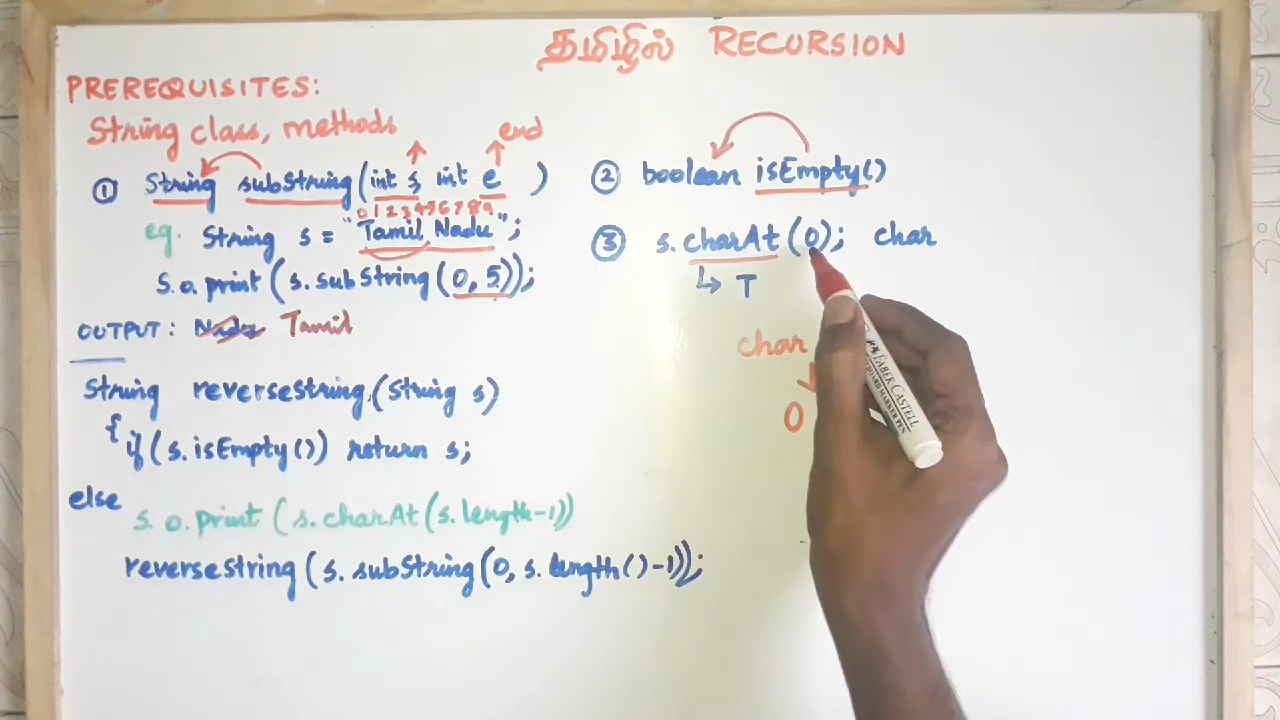 தமிழில் RECURSION
PREREQUISITES:
String class, methods
end
① String subString(int s int e )
0123456789
eg. String s = "Tamil Nadu";
S.o.print (s.subString(0, 5));
OUTPUT: Nadu Tamil
String reverseString(String s)
{ if(s.isEmpty()) return s;
else
s.o.print (s.charAt(s.length-1))
reverseString(s.subString(0, s.length()-1));
② boolean isEmpty()
③ s.charAt(0); char
↳ T
char
0
FABER-CASTELL